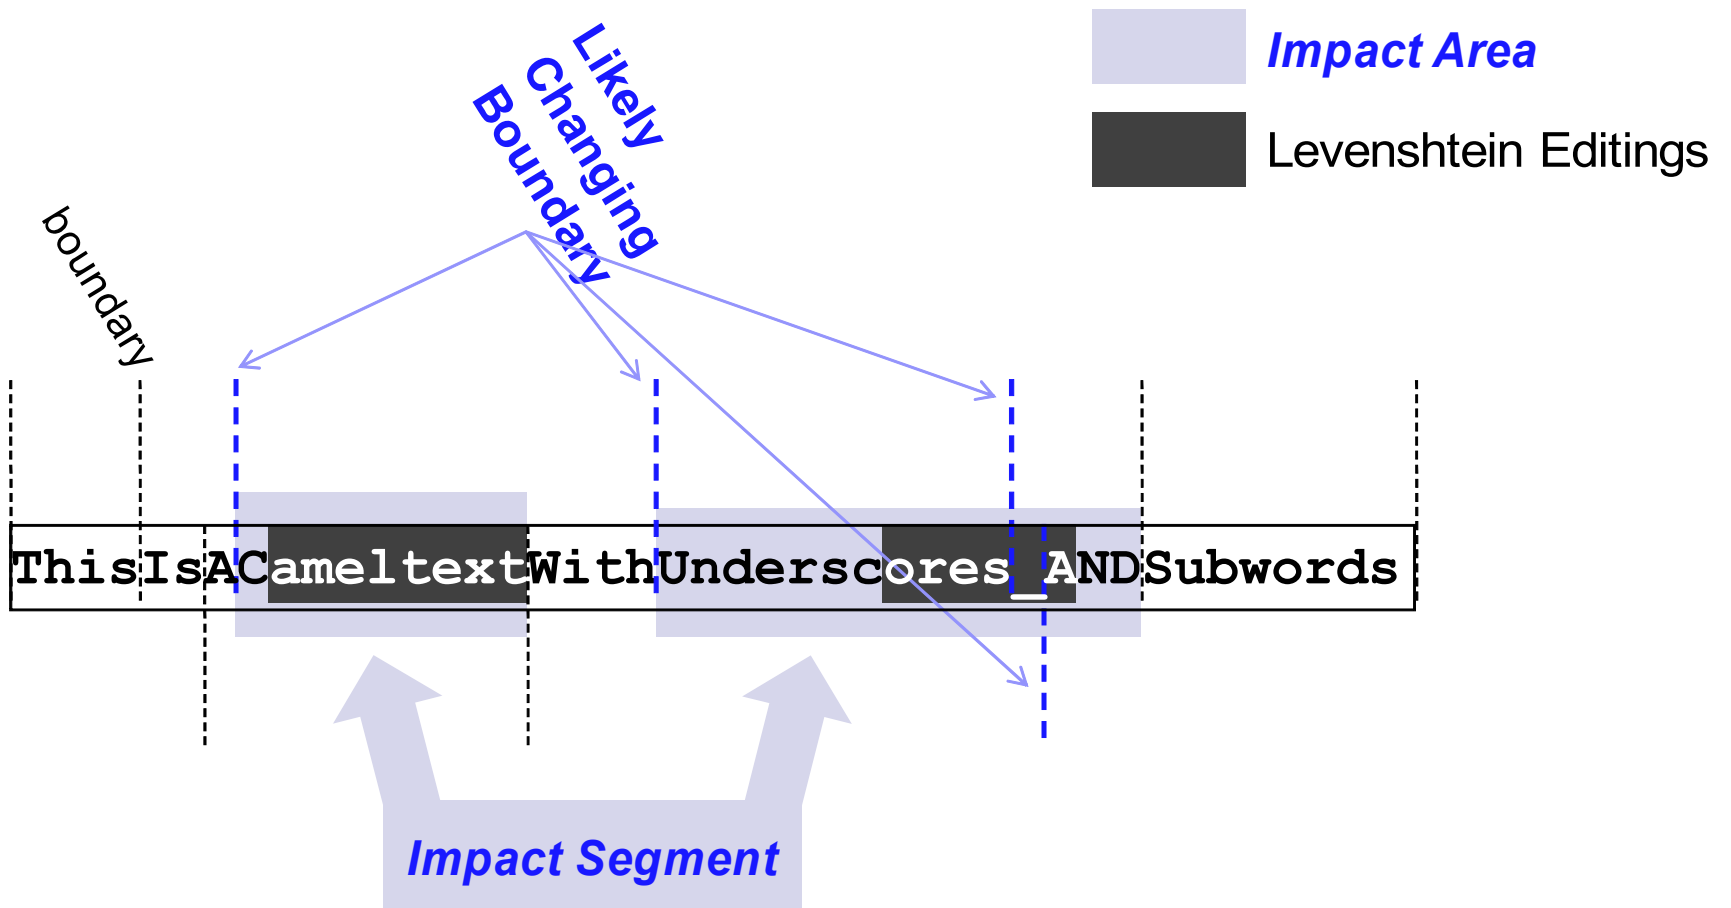 Likely
Changing
Boundary
Impact Area
Levenshtein Editings
boundary
ThisIsACameltextWithUnderscores_ANDSubwords
Impact Segment